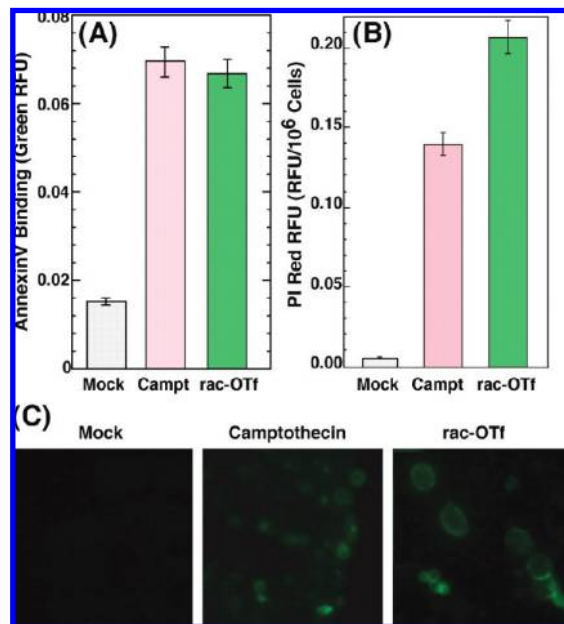 (A)
AnnexinV Binding (Green RFU)
0.08
0.06
0.04
0.02
0
Mock Campt rac-OTf
(B)
PI Red RFU (RFU/10⁶ Cells)
0.20
0.15
0.10
0.05
0.00
Mock Campt rac-OTf
(C)
Mock Camptothecin rac-OTf